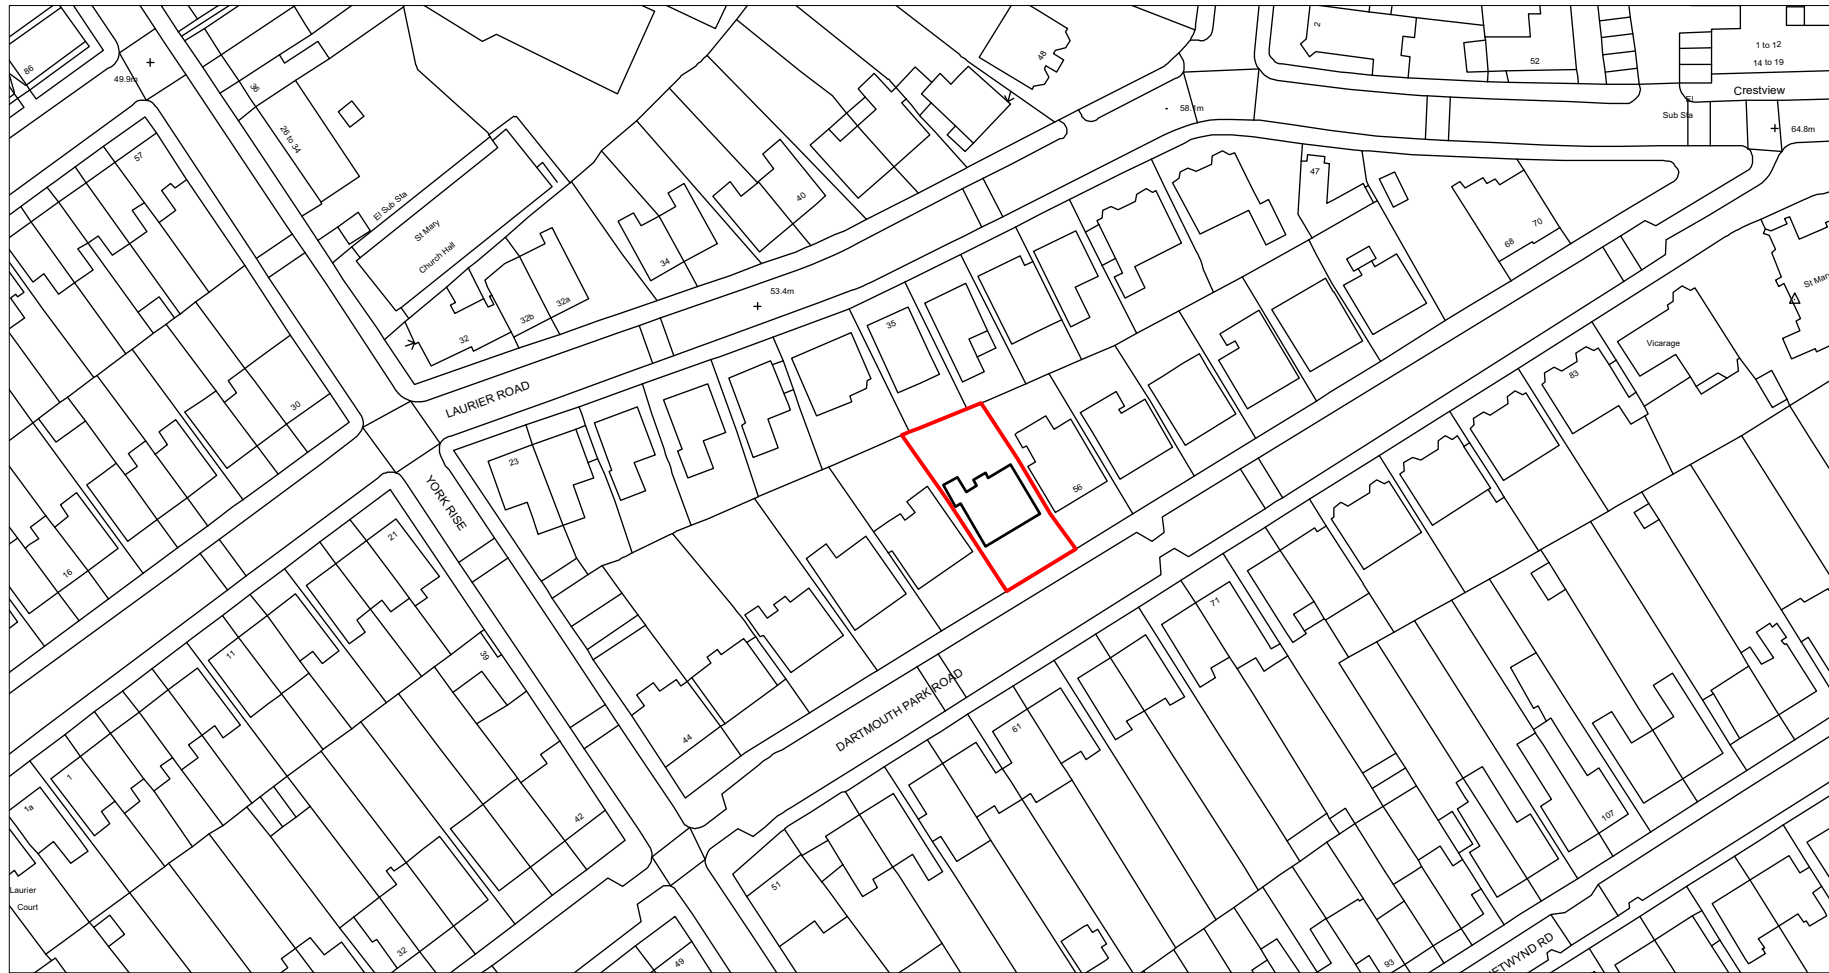 86
49.9m
36
26 to 34
57
El Sub Sta
St Mary
Church Hall
48
2
52
1 to 12
14 to 19
Crestview
58.1m
El
Sub Sta
64.8m
47
40
34
70
68
32a
32b
32
53.4m
35
St Mar
Vicarage
83
LAURIER ROAD
30
23
YORK RISE
56
21
16
11
39
71
DARTMOUTH PARK ROAD
61
44
1
1a
42
107
51
Laurier
Court
32
49
93
ETWYND RD